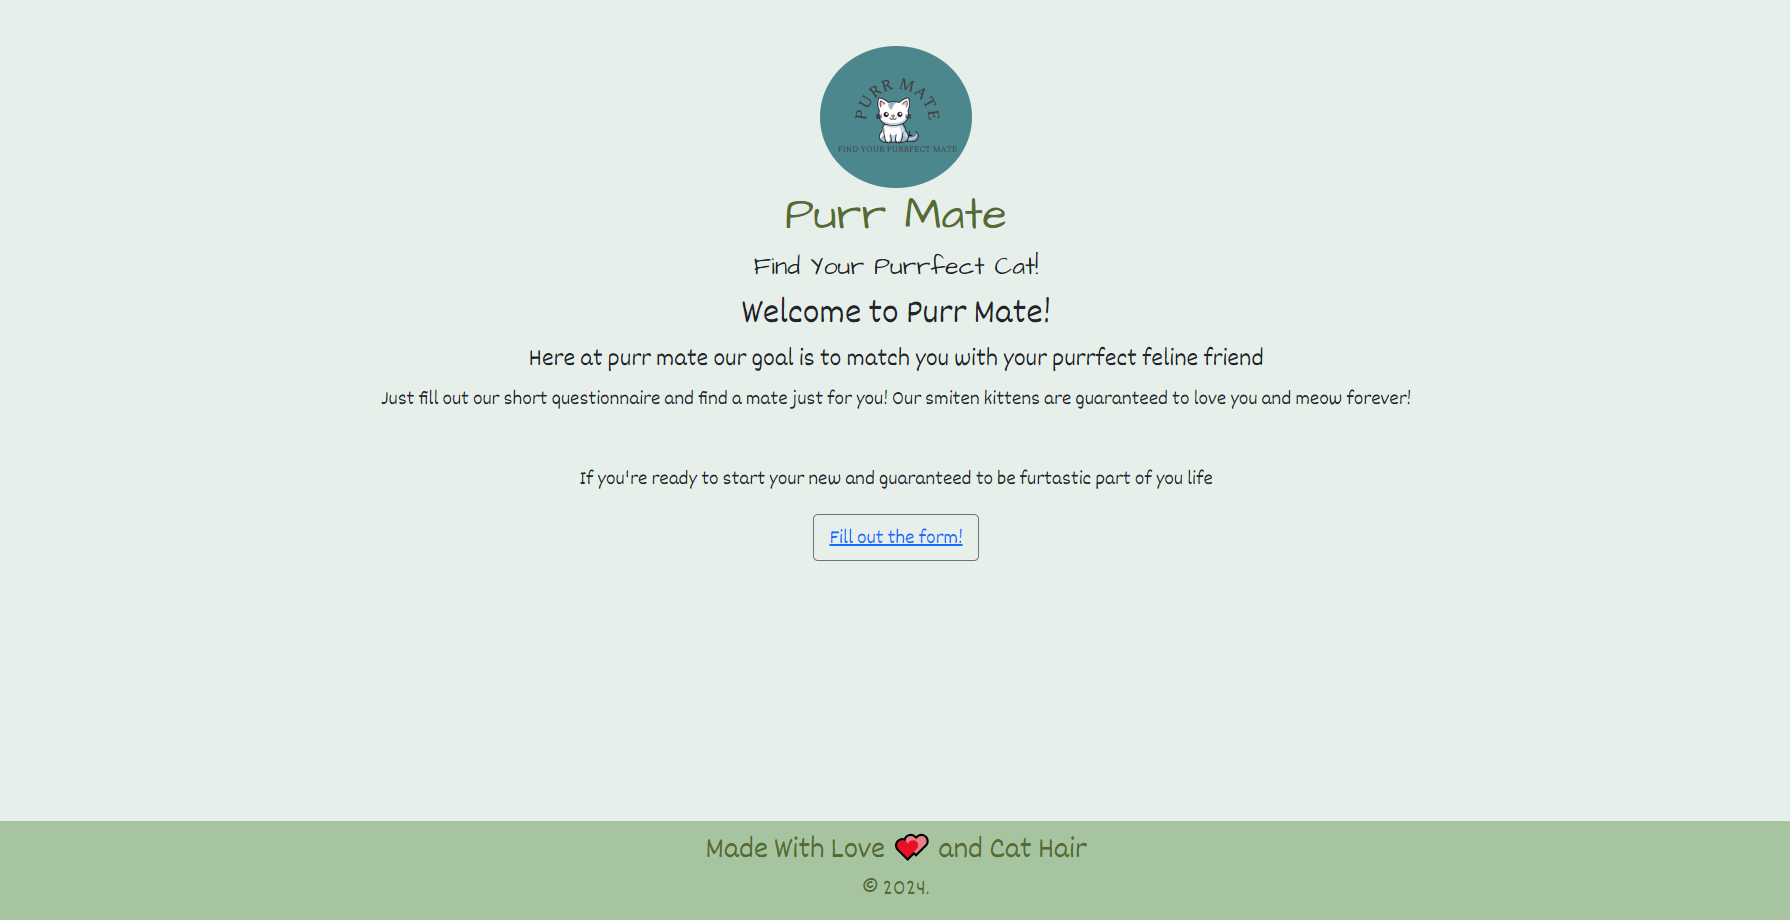 PURR MATE
FIND YOUR PURRFECT MATE
Purr Mate
Find Your Purrfect Cat!
Welcome to Purr Mate!
Here at purr mate our goal is to match you with your purrfect feline friend
Just fill out our short questionnaire and find a mate just for you! Our smiten kittens are guaranteed to love you and meow forever!
If you're ready to start your new and guaranteed to be furtastic part of you life
Fill out the form!
Made With Love 💕 and Cat Hair
© 2024.